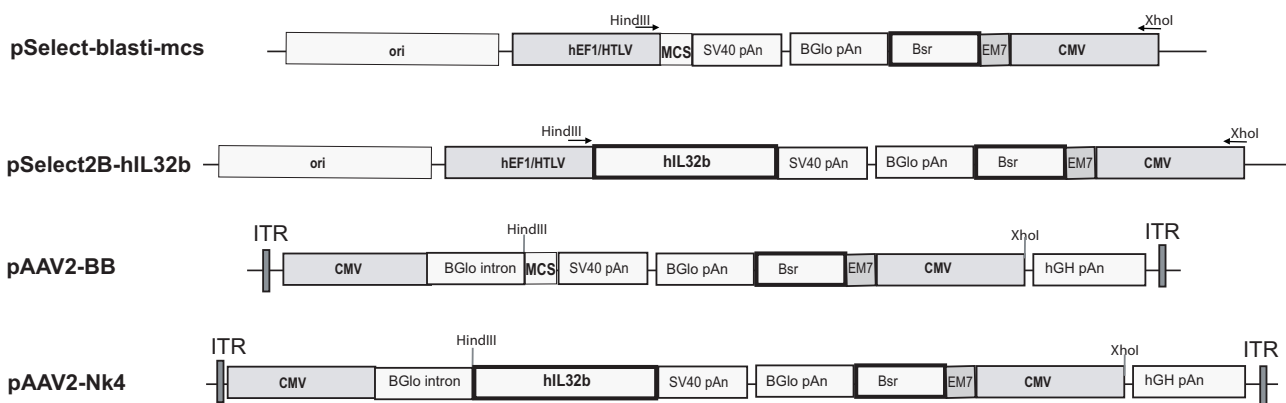 HindIII XhoI
pSelect-blasti-mcs ori hEF1/HTLV MCS SV40 pAn BGlo pAn Bsr EM7 CMV
HindIII XhoI
pSelect2B-hIL32b ori hEF1/HTLV hIL32b SV40 pAn BGlo pAn Bsr EM7 CMV
ITR HindIII XhoI ITR
pAAV2-BB CMV BGlo intron MCS SV40 pAn BGlo pAn Bsr EM7 CMV hGH pAn
ITR HindIII XhoI ITR
pAAV2-Nk4 CMV BGlo intron hIL32b SV40 pAn BGlo pAn Bsr EM7 CMV hGH pAn